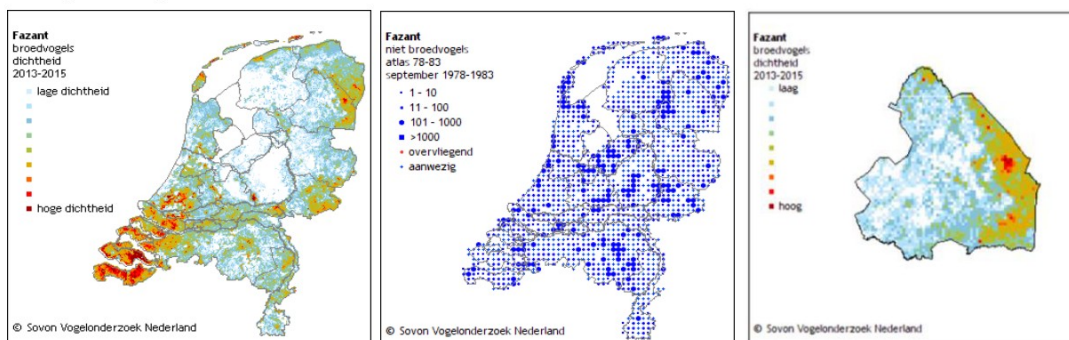 Fazant
broedvogels
dichtheid
2013-2015
lage dichtheid
hoge dichtheid
© Sovon Vogelonderzoek Nederland
Fazant
niet broedvogels
atlas 78-83
september 1978-1983
1 - 10
11 - 100
101 - 1000
>1000
overvliegend
aanwezig
© Sovon Vogelonderzoek Nederland
Fazant
broedvogels
dichtheid
2013-2015
laag
hoog
© Sovon Vogelonderzoek Nederland